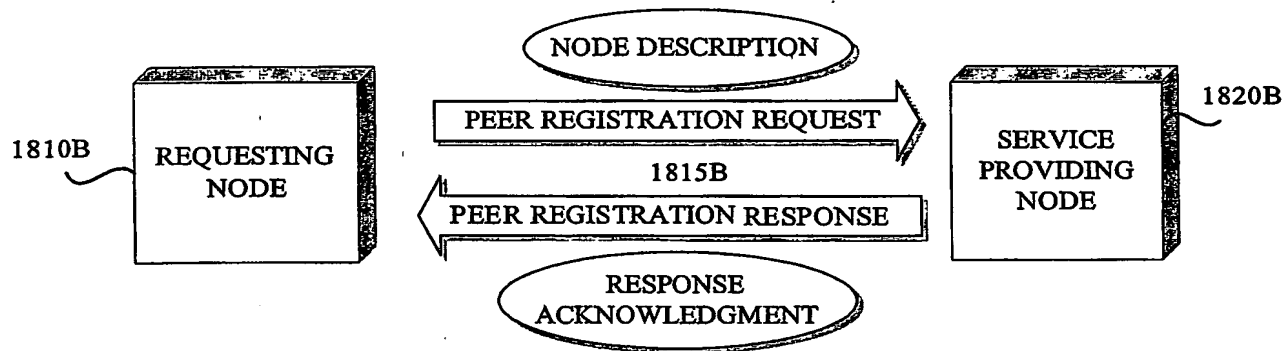 NODE DESCRIPTION
PEER REGISTRATION REQUEST
1820B
1810B
REQUESTING
NODE
SERVICE
PROVIDING
NODE
1815B
PEER REGISTRATION RESPONSE
RESPONSE
ACKNOWLEDGMENT